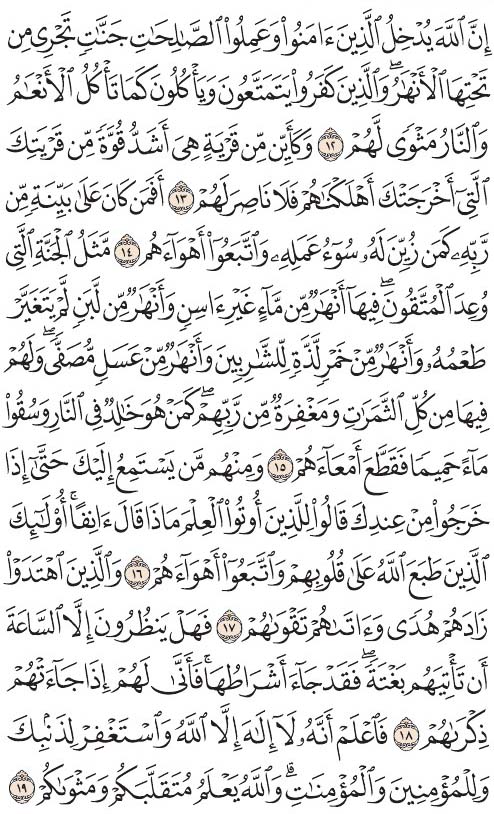 إِنَّ ٱللَّهَ يُدْخِلُ ٱلَّذِينَ ءَامَنُوا۟ وَعَمِلُوا۟ ٱلصَّـٰلِحَـٰتِ جَنَّـٰتٍ تَجْرِى مِن
تَحْتِهَا ٱلْأَنْهَـٰرُ ۖ وَٱلَّذِينَ كَفَرُوا۟ يَتَمَتَّعُونَ وَيَأْكُلُونَ كَمَا تَأْكُلُ ٱلْأَنْعَـٰمُ
وَٱلنَّارُ مَثْوًى لَّهُمْ ١٢ وَكَأَيِّن مِّن قَرْيَةٍ هِىَ أَشَدُّ قُوَّةً مِّن قَرْيَتِكَ
ٱلَّتِىٓ أَخْرَجَتْكَ أَهْلَكْنَـٰهُمْ فَلَا نَاصِرَ لَهُمْ ١٣ أَفَمَن كَانَ عَلَىٰ بَيِّنَةٍ مِّن
رَّبِّهِۦ كَمَن زُيِّنَ لَهُۥ سُوٓءُ عَمَلِهِۦ وَٱتَّبَعُوٓا۟ أَهْوَآءَهُم ١٤ مَّثَلُ ٱلْجَنَّةِ ٱلَّتِى
وُعِدَ ٱلْمُتَّقُونَ ۖ فِيهَآ أَنْهَـٰرٌ مِّن مَّآءٍ غَيْرِ ءَاسِنٍ وَأَنْهَـٰرٌ مِّن لَّبَنٍ لَّمْ يَتَغَيَّرْ
طَعْمُهُۥ وَأَنْهَـٰرٌ مِّنْ خَمْرٍ لَّذَّةٍ لِّلشَّـٰرِبِينَ وَأَنْهَـٰرٌ مِّنْ عَسَلٍ مُّصَفًّى ۖ وَلَهُمْ
فِيهَا مِن كُلِّ ٱلثَّمَرَٰتِ وَمَغْفِرَةٌ مِّن رَّبِّهِمْ ۖ كَمَنْ هُوَ خَـٰلِدٌ فِى ٱلنَّارِ وَسُقُوا۟
مَآءً حَمِيمًا فَقَطَّعَ أَمْعَآءَهُمْ ١٥ وَمِنْهُم مَّن يَسْتَمِعُ إِلَيْكَ حَتَّىٰٓ إِذَا
خَرَجُوا۟ مِنْ عِندِكَ قَالُوا۟ لِلَّذِينَ أُوتُوا۟ ٱلْعِلْمَ مَاذَا قَالَ ءَانِفًا ۚ أُو۟لَـٰٓئِكَ
ٱلَّذِينَ طَبَعَ ٱللَّهُ عَلَىٰ قُلُوبِهِمْ وَٱتَّبَعُوٓا۟ أَهْوَآءَهُمْ ١٦ وَٱلَّذِينَ ٱهْتَدَوْا۟
زَادَهُمْ هُدًى وَءَاتَىٰهُمْ تَقْوَىٰهُمْ ١٧ فَهَلْ يَنظُرُونَ إِلَّا ٱلسَّاعَةَ
أَن تَأْتِيَهُم بَغْتَةً ۖ فَقَدْ جَآءَ أَشْرَاطُهَا ۚ فَأَنَّىٰ لَهُمْ إِذَا جَآءَتْهُمْ
ذِكْرَىٰهُمْ ١٨ فَٱعْلَمْ أَنَّهُۥ لَآ إِلَـٰهَ إِلَّا ٱللَّهُ وَٱسْتَغْفِرْ لِذَنۢبِكَ
وَلِلْمُؤْمِنِينَ وَٱلْمُؤْمِنَـٰتِ ۗ وَٱللَّهُ يَعْلَمُ مُتَقَلَّبَكُمْ وَمَثْوَىٰكُمْ ١٩